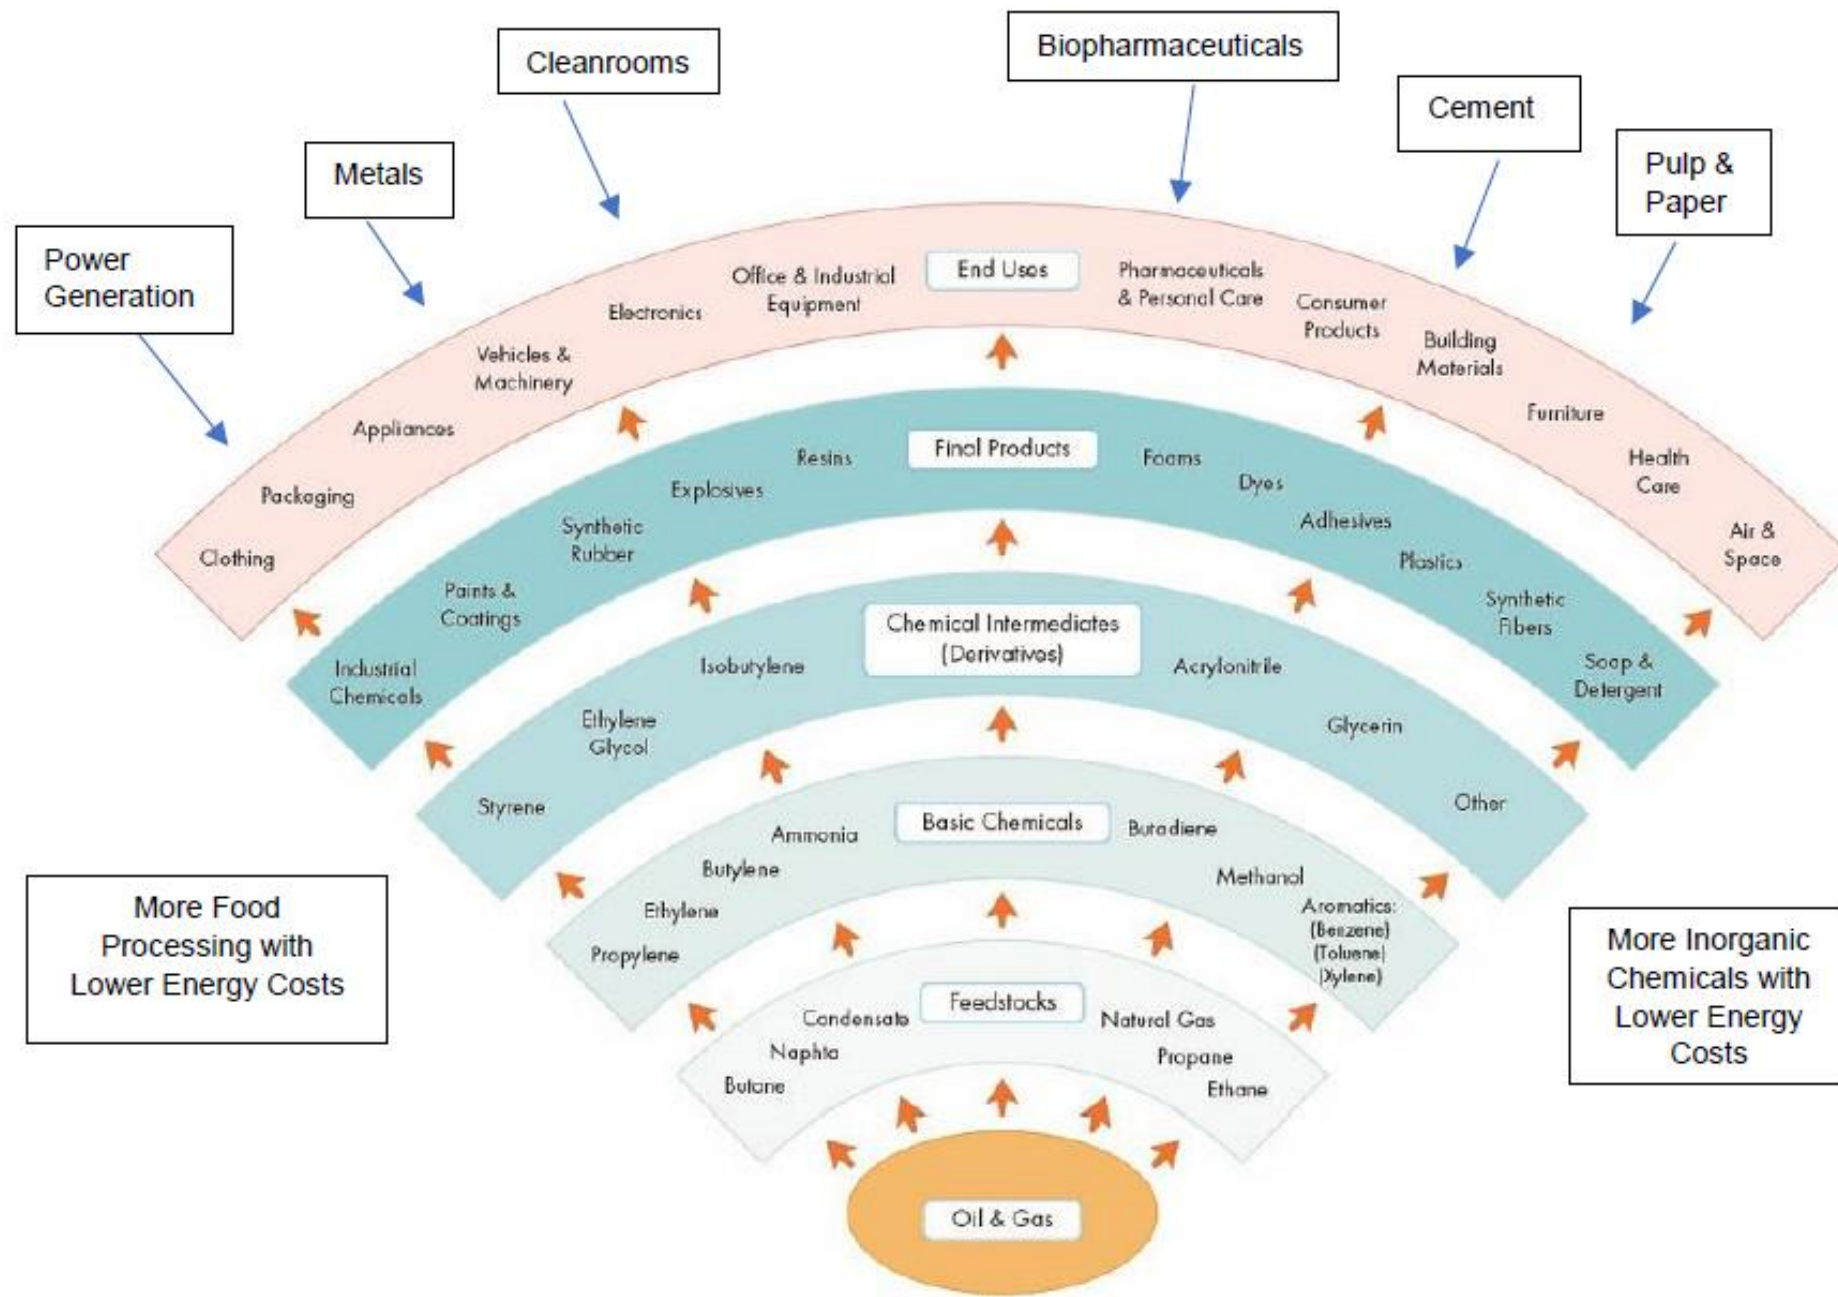 Cleanrooms
Biopharmaceuticals
Cement
Metals
Pulp &
Paper
Power
Generation
End Uses
Clothing
Packaging
Appliances
Vehicles &
Machinery
Electronics
Office & Industrial
Equipment
Pharmaceuticals
& Personal Care
Consumer
Products
Building
Materials
Furniture
Health
Care
Air &
Space
Final Products
Industrial
Chemicals
Paints &
Coatings
Synthetic
Rubber
Explosives
Resins
Foams
Dyes
Adhesives
Plastics
Synthetic
Fibers
Soap &
Detergent
Chemical Intermediates
(Derivatives)
Styrene
Ethylene
Glycol
Isobutylene
Acrylonitrile
Glycerin
Other
Basic Chemicals
Propylene
Ethylene
Butylene
Ammonia
Butadiene
Methanol
Aromatics:
(Benzene)
(Toluene)
(Xylene)
Feedstocks
Butane
Naphta
Condensate
Natural Gas
Propane
Ethane
Oil & Gas
More Food
Processing with
Lower Energy Costs
More Inorganic
Chemicals with
Lower Energy
Costs